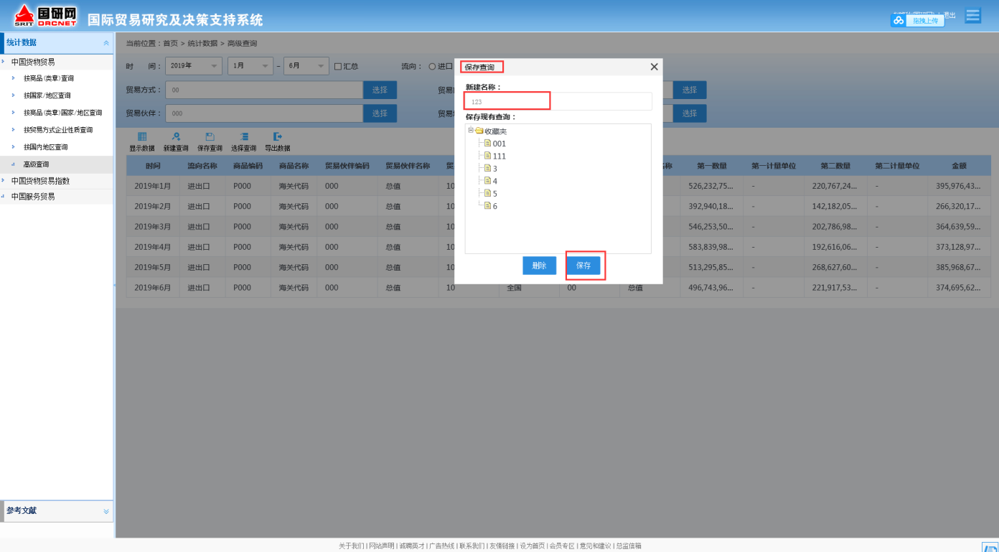 国研网
SRIT DRCNET
国际贸易研究及决策支持系统
退出
拖拽上传
统计数据
中国货物贸易
按商品(类章)查询
按国家/地区查询
按商品(类章)国家/地区查询
按贸易方式企业性质查询
按国内地区查询
高级查询
中国货物贸易指数
中国服务贸易
参考文献
当前位置：首页 > 统计数据 > 高级查询
时 间： 2019年 1月 - 6月 汇总 流向： 进口
贸易方式： 00 选择 贸易 选择
贸易伙伴： 000 选择 贸易 选择
显示数据 新建查询 保存查询 选择查询 导出数据
时间 流向名称 商品编码 商品名称 贸易伙伴编码 贸易伙伴名称 贸 称 第一数量 第一计量单位 第二数量 第二计量单位 金额
2019年1月 进出口 P000 海关代码 000 总值 10 526,232,75... - 220,767,24... - 395,976,43...
2019年2月 进出口 P000 海关代码 000 总值 10 392,940,18... - 142,182,05... - 266,320,17...
2019年3月 进出口 P000 海关代码 000 总值 10 546,253,50... - 202,786,98... - 364,639,59...
2019年4月 进出口 P000 海关代码 000 总值 10 583,839,98... - 192,616,06... - 373,128,97...
2019年5月 进出口 P000 海关代码 000 总值 10 513,295,85... - 268,627,60... - 385,968,67...
2019年6月 进出口 P000 海关代码 000 总值 10 全国 00 总值 496,743,96... - 221,917,53... - 374,695,62...
保存查询
新建名称：
123
保存现有查询：
收藏夹
001
111
3
4
5
6
删除 保存
关于我们 | 网站声明 | 诚聘英才 | 广告热线 | 联系我们 | 友情链接 | 设为首页 | 会员专区 | 意见和建议 | 总监信箱